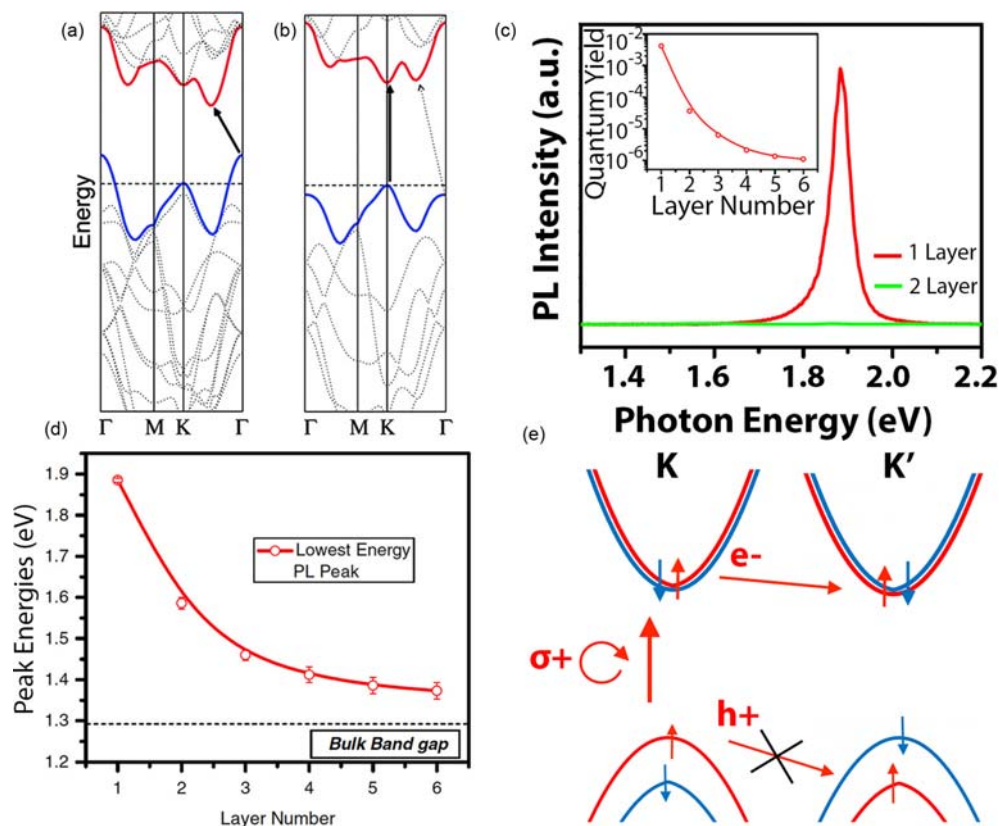 (a)
(b)
Energy
Γ M K Γ
Γ M K Γ
(c)
PL Intensity (a.u.)
Quantum Yield
10-2
10-3
10-4
10-5
10-6
1 2 3 4 5 6
Layer Number
1 Layer
2 Layer
1.4 1.6 1.8 2.0 2.2
Photon Energy (eV)
(d)
Peak Energies (eV)
1.9
1.8
1.7
1.6
1.5
1.4
1.3
1.2
Lowest Energy
PL Peak
Bulk Band gap
1 2 3 4 5 6
Layer Number
(e)
K K’
e-
σ+
h+